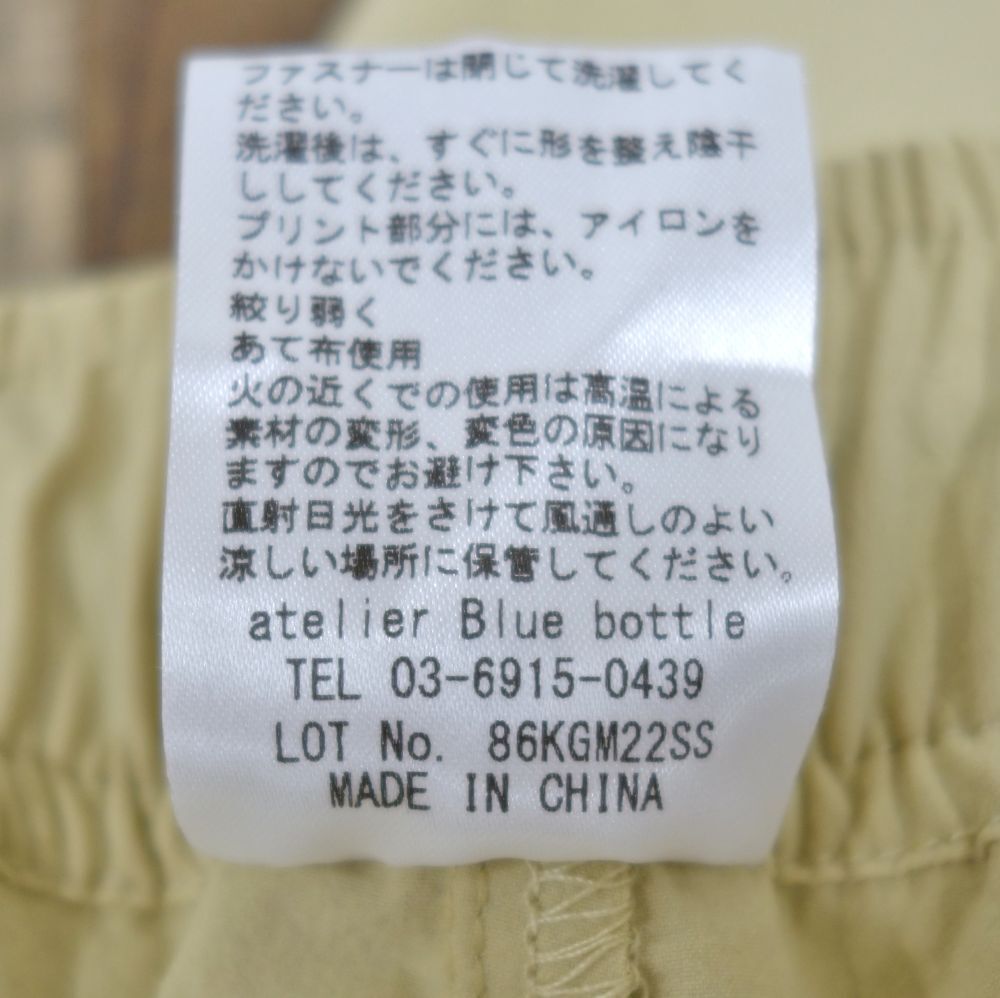 ファスナーは閉じて洗濯してく
ださい。
洗濯後は、すぐに形を整え陰干
ししてください。
プリント部分には、アイロンを
かけないでください。
絞り弱く
あて布使用
火の近くでの使用は高温による
素材の変形、変色の原因になり
ますのでお避け下さい。
直射日光をさけて風通しのよい
涼しい場所に保管してください。
atelier Blue bottle
TEL 03-6915-0439
LOT No. 86KGM22SS
MADE IN CHINA